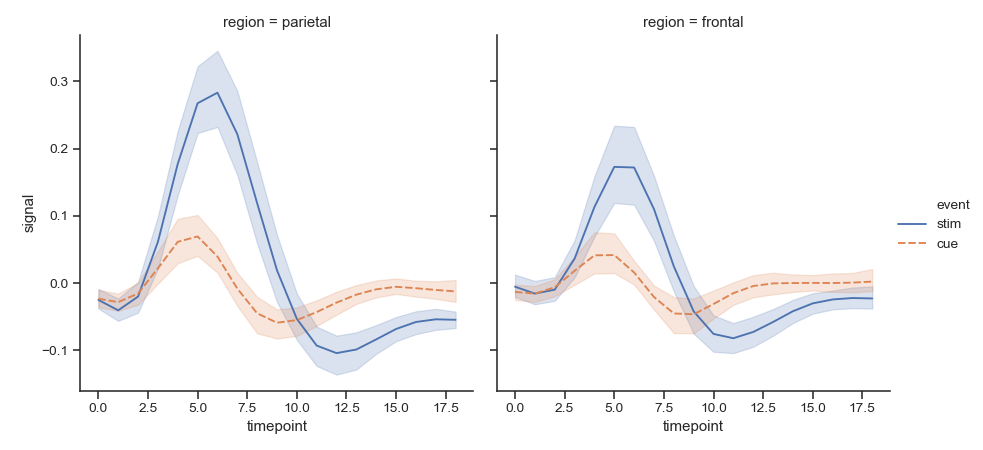 region = parietal
region = frontal
signal
0.3
0.2
0.1
0.0
−0.1
0.0 2.5 5.0 7.5 10.0 12.5 15.0 17.5
0.0 2.5 5.0 7.5 10.0 12.5 15.0 17.5
timepoint
timepoint
event
stim
cue